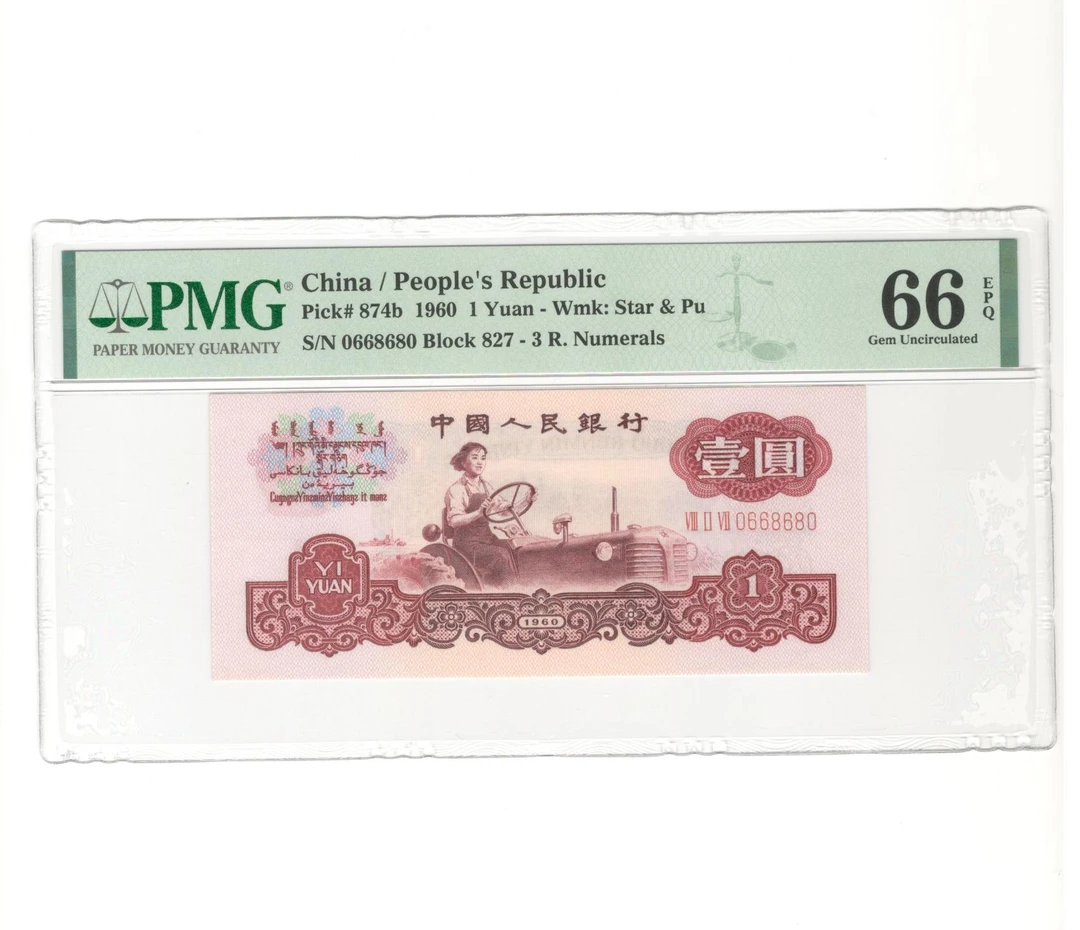 PMG®
PAPER MONEY GUARANTY
China / People's Republic
Pick# 874b 1960 1 Yuan - Wmk: Star & Pu
S/N 0668680 Block 827 - 3 R. Numerals
66 EPQ
Gem Uncirculated
中國人民銀行
壹圓
VIII II VII 0668680
YI
YUAN
1960
1